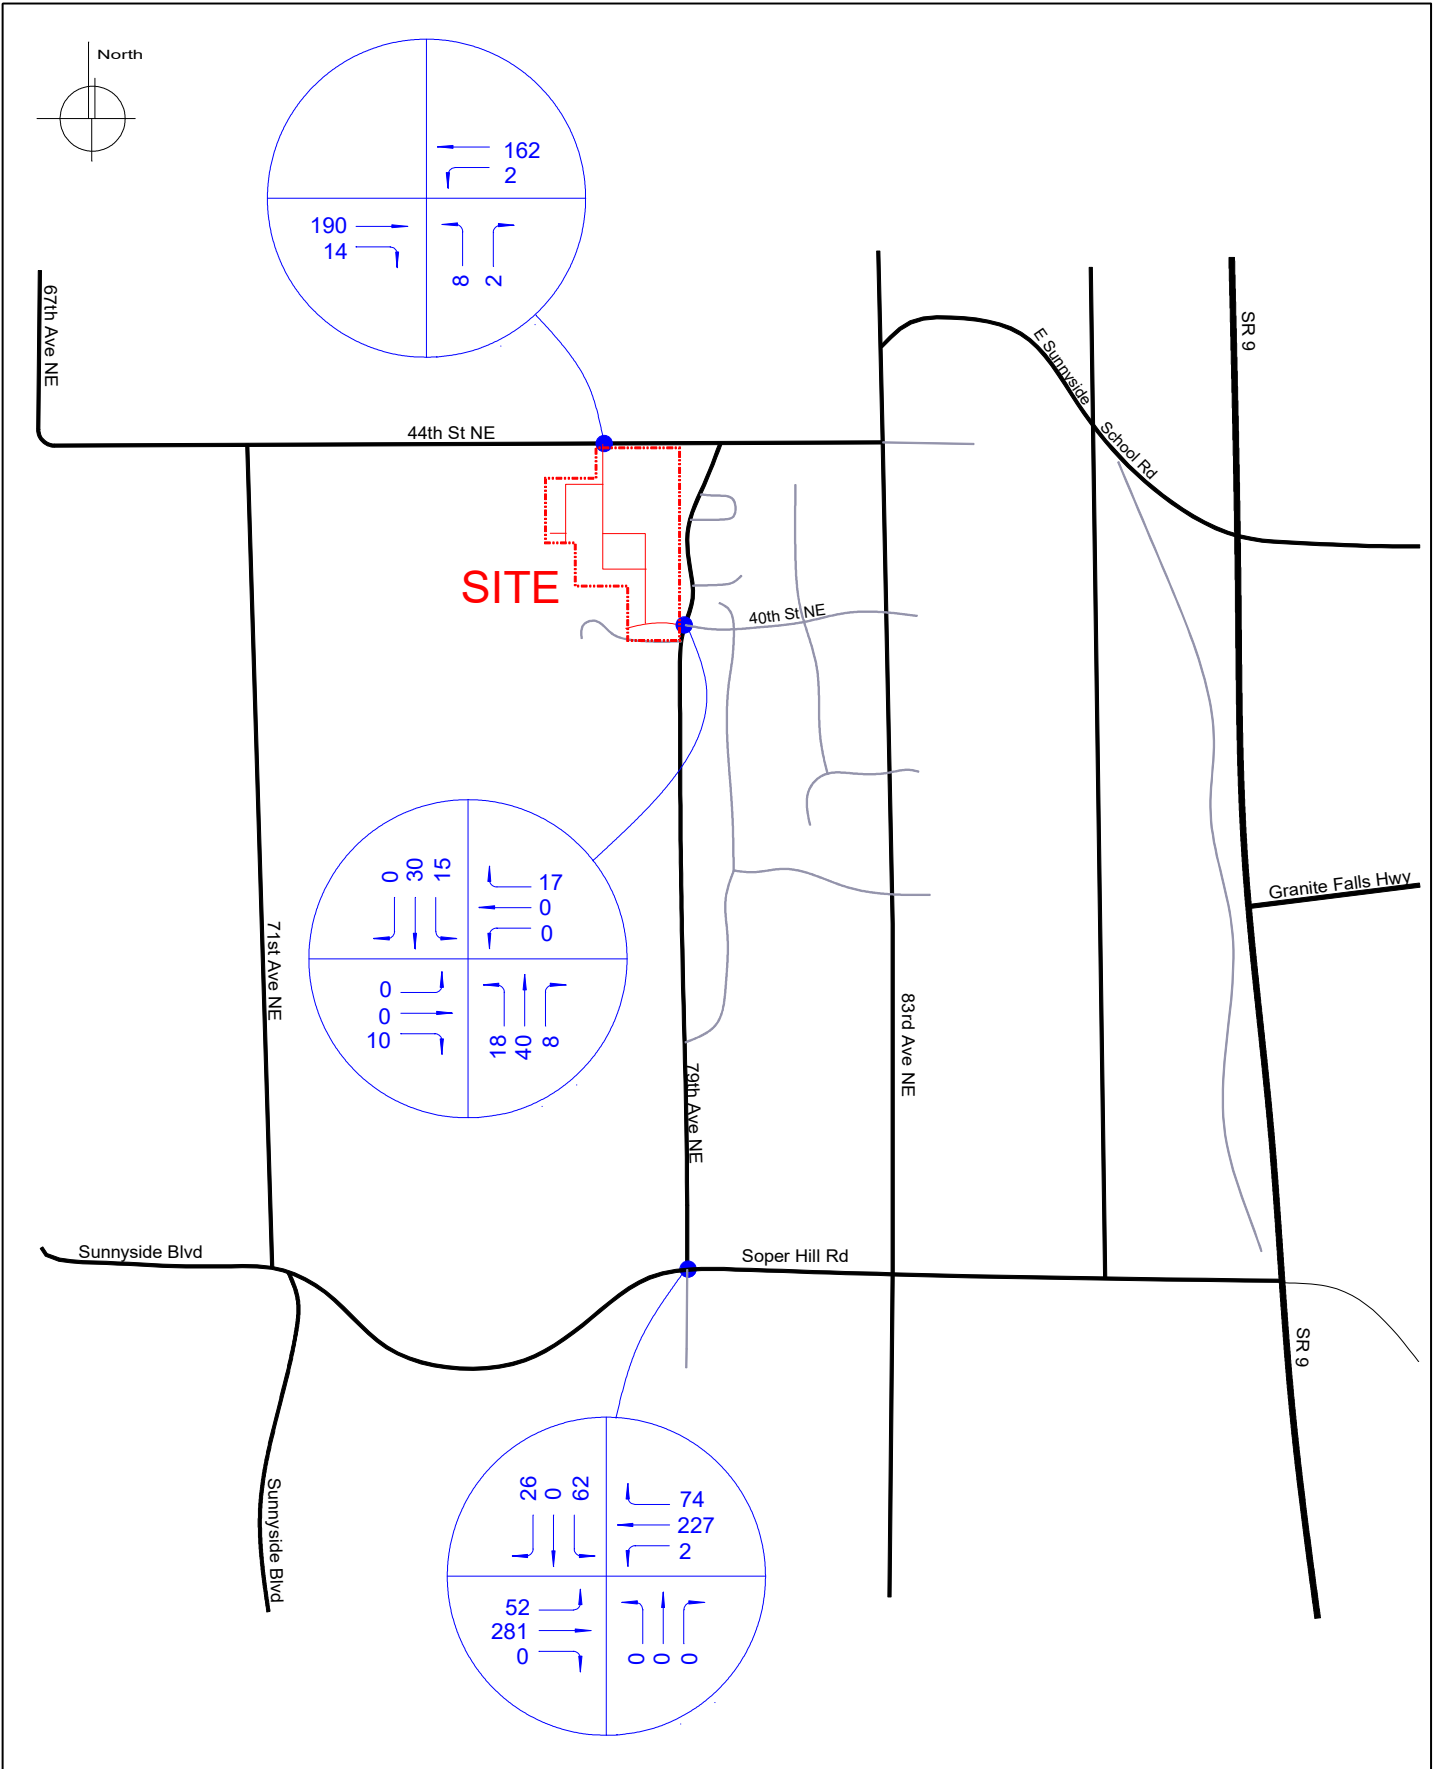 North
162
2
190
14
8
2
67th Ave NE
SR 9
E Sunnyside
School Rd
44th St NE
SITE
40th St NE
0
30
15
17
0
0
0
0
10
18
40
8
Granite Falls Hwy
71st Ave NE
83rd Ave NE
79th Ave NE
Sunnyside Blvd
Soper Hill Rd
SR 9
Sunnyside Blvd
26
0
62
74
227
2
52
281
0
0
0
0